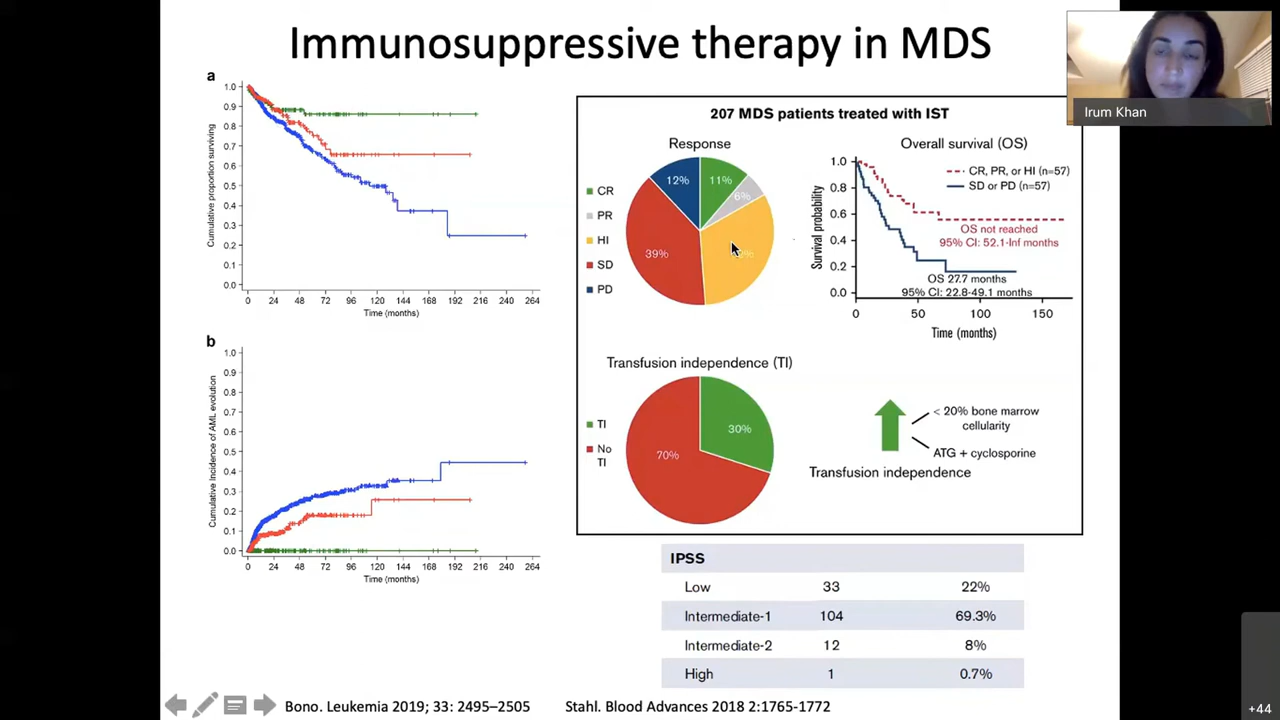 Immunosuppressive therapy in MDS
Irum Khan
a
Cumulative proportion surviving
1.0
0.9
0.8
0.7
0.6
0.5
0.4
0.3
0.2
0.1
0.0
0 24 48 72 96 120 144 168 192 216 240 264
Time (months)
b
Cumulative Incidence of AML evolution
1.0
0.9
0.8
0.7
0.6
0.5
0.4
0.3
0.2
0.1
0.0
0 24 48 72 96 120 144 168 192 216 240 264
Time (months)
207 MDS patients treated with IST
Response
CR
PR
HI
SD
PD
12%
11%
6%
39%
Overall survival (OS)
Survival probability
1.0
0.8
0.6
0.4
0.2
0.0
CR, PR, or HI (n=57)
SD or PD (n=57)
OS not reached
95% CI: 52.1-Inf months
OS 27.7 months
95% CI: 22.8-49.1 months
0 50 100 150
Time (months)
Transfusion independence (TI)
TI
No
TI
30%
70%
< 20% bone marrow
cellularity
ATG + cyclosporine
Transfusion independence
IPSS
Low 33 22%
Intermediate-1 104 69.3%
Intermediate-2 12 8%
High 1 0.7%
Bono. Leukemia 2019; 33: 2495–2505
Stahl. Blood Advances 2018 2:1765-1772
+44